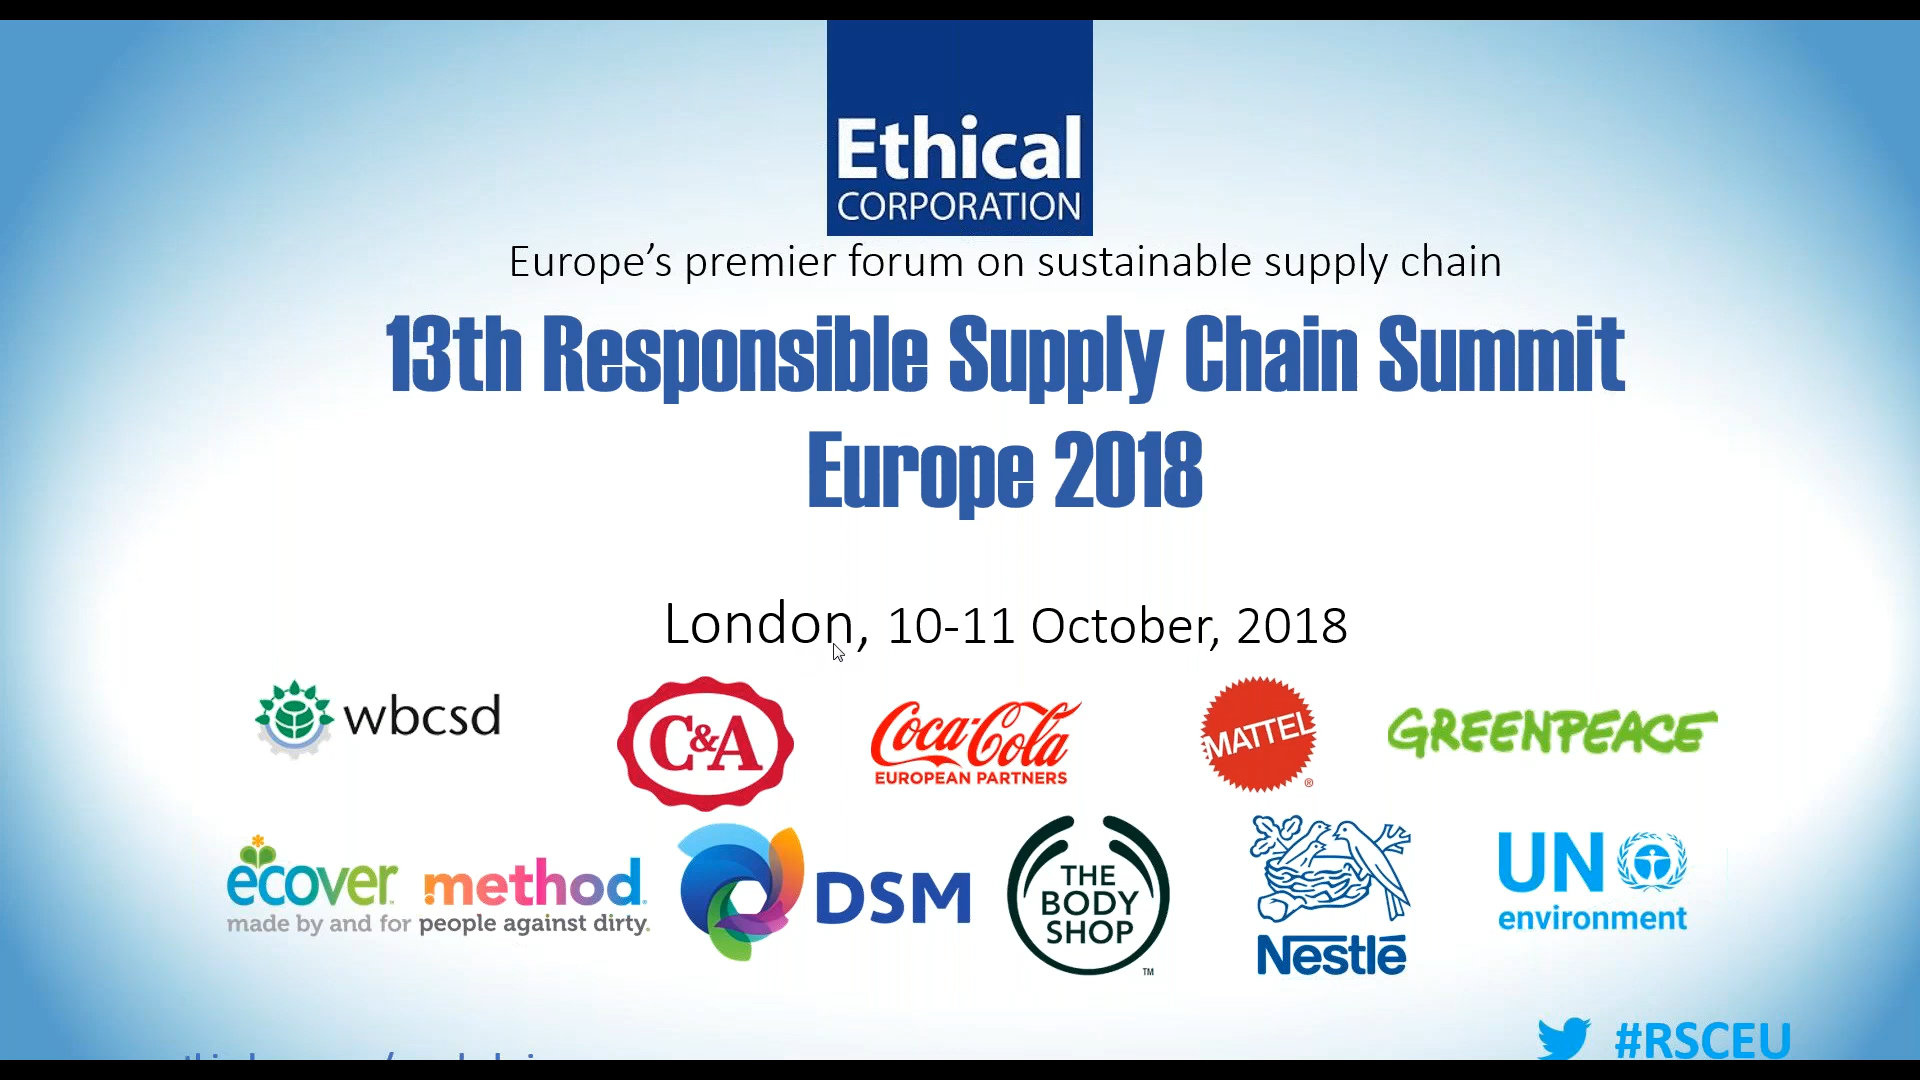 Ethical
CORPORATION
Europe’s premier forum on sustainable supply chain
13th Responsible Supply Chain Summit
Europe 2018
London, 10-11 October, 2018
wbcsd
C&A
Coca-Cola
EUROPEAN PARTNERS
MATTEL
®
GREENPEACE
ecover method.
made by and for people against dirty.
DSM
THE
BODY
SHOP
TM
Nestlé
UN
environment
#RSCEU